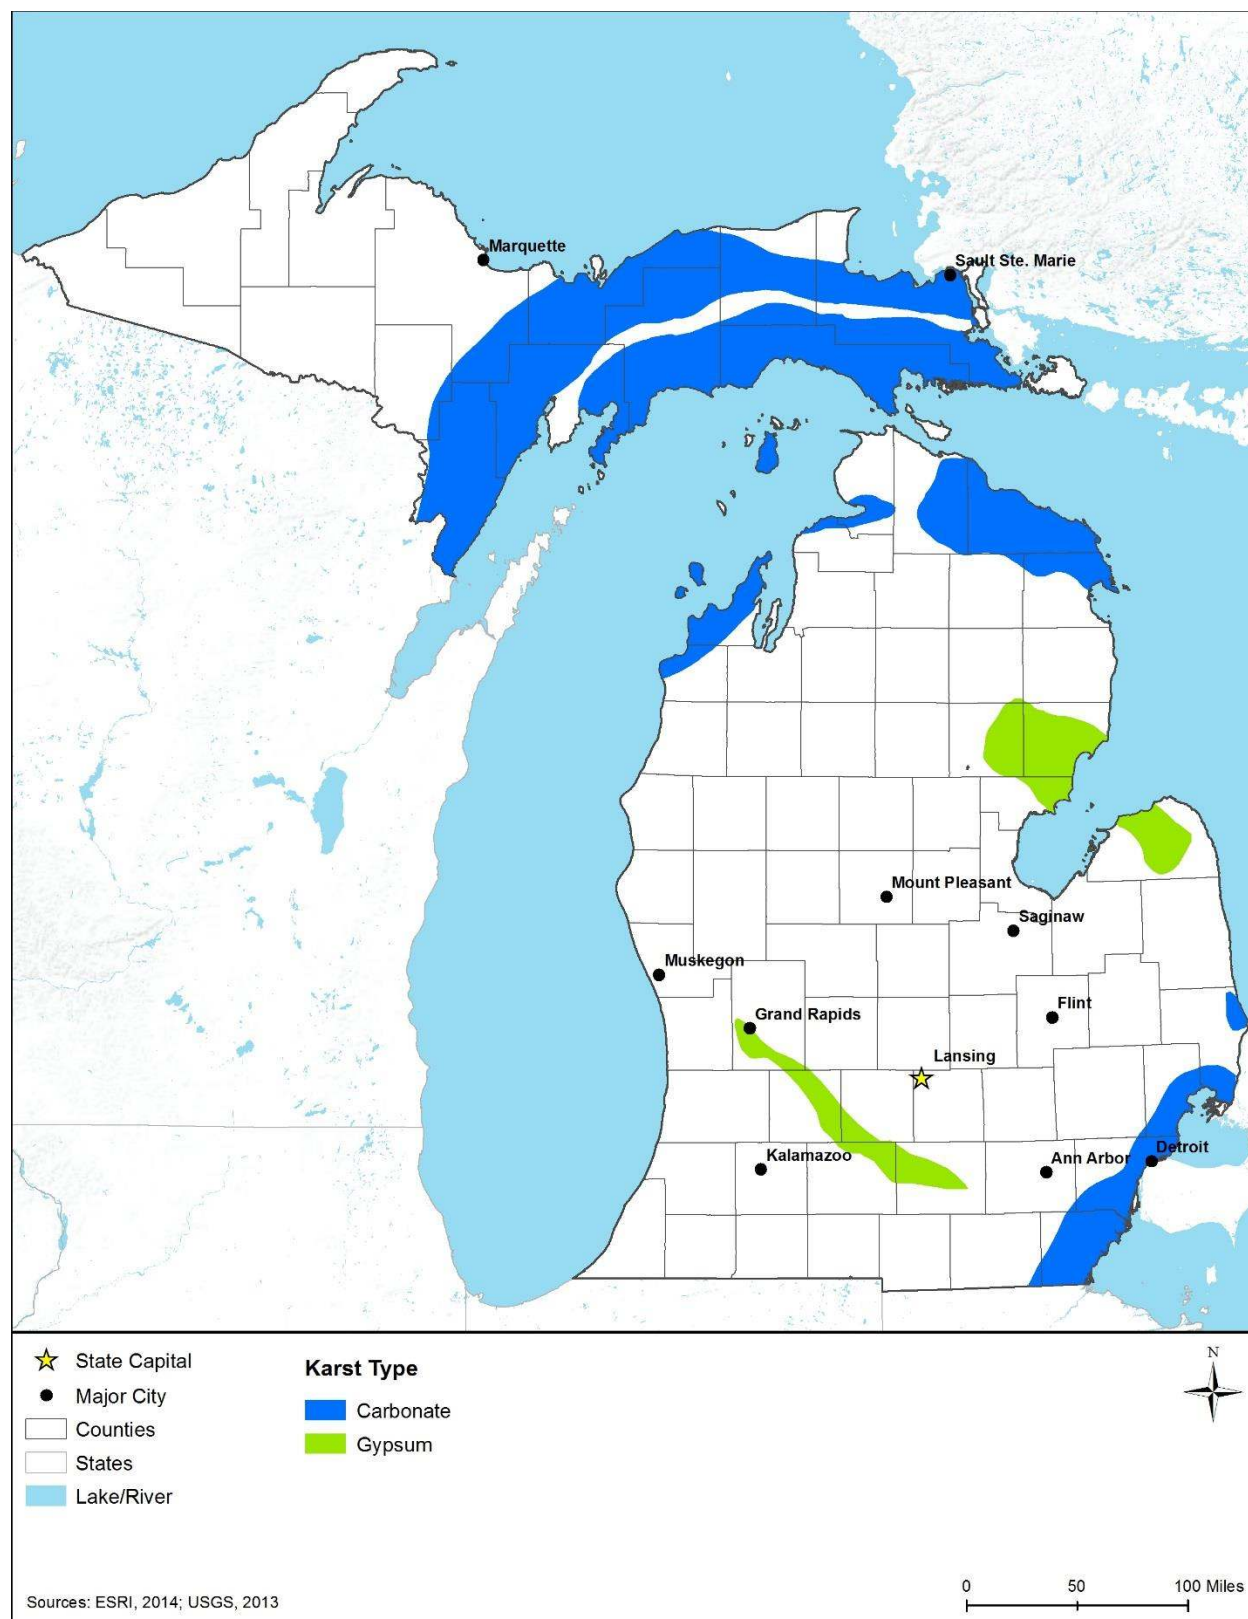 Marquette
Sault Ste. Marie
Mount Pleasant
Saginaw
Muskegon
Flint
Grand Rapids
Lansing
Kalamazoo
Ann Arbor
Detroit
State Capital
Major City
Counties
States
Lake/River
Karst Type
Carbonate
Gypsum
N
Sources: ESRI, 2014; USGS, 2013
0 50 100 Miles